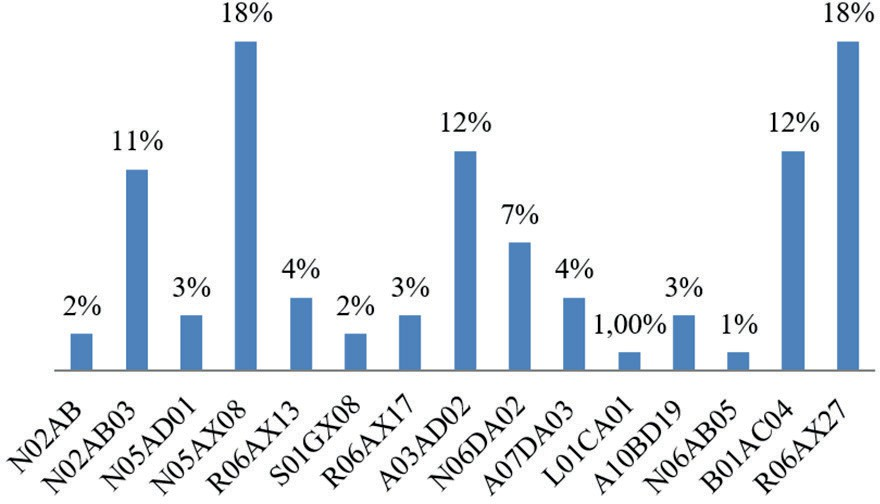 18%
18%
11%
12%
12%
7%
4%
4%
3%
3%
3%
2%
2%
1,00%
1%
N02AB
N02AB03
N05AD01
N05AX08
R06AX13
S01GX08
R06AX17
A03AD02
N06DA02
A07DA03
L01CA01
A10BD19
N06AB05
B01AC04
R06AX27